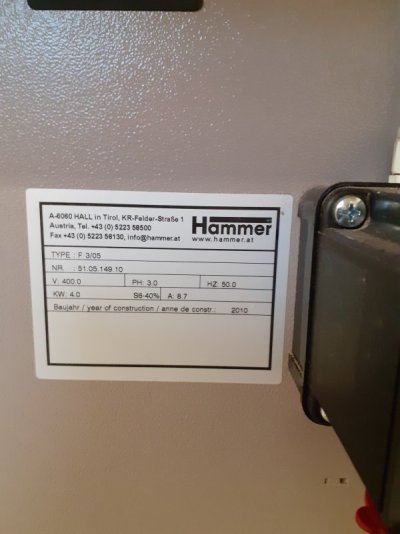 A-6060 HALL in Tirol, KR-Felder-Straße 1
Austria, Tel. +43 (0) 5223 58500
Fax +43 (0) 5223 56130, info@hammer.at
Hammer
www.hammer.at
TYPE : F 3/05
NR. : 51.05.149.10
V: 400.0 PH: 3.0 HZ: 50.0
KW: 4.0 S6-40% A: 8.7
Baujahr / year of construction / anne de constr.: 2010